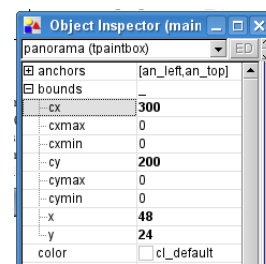 Object Inspector (main
panorama (tpaintbox) ED
anchors [an_left,an_top]
bounds _
cx 300
cxmax 0
cxmin 0
cy 200
cymax 0
cymin 0
x 48
y 24
color cl_default